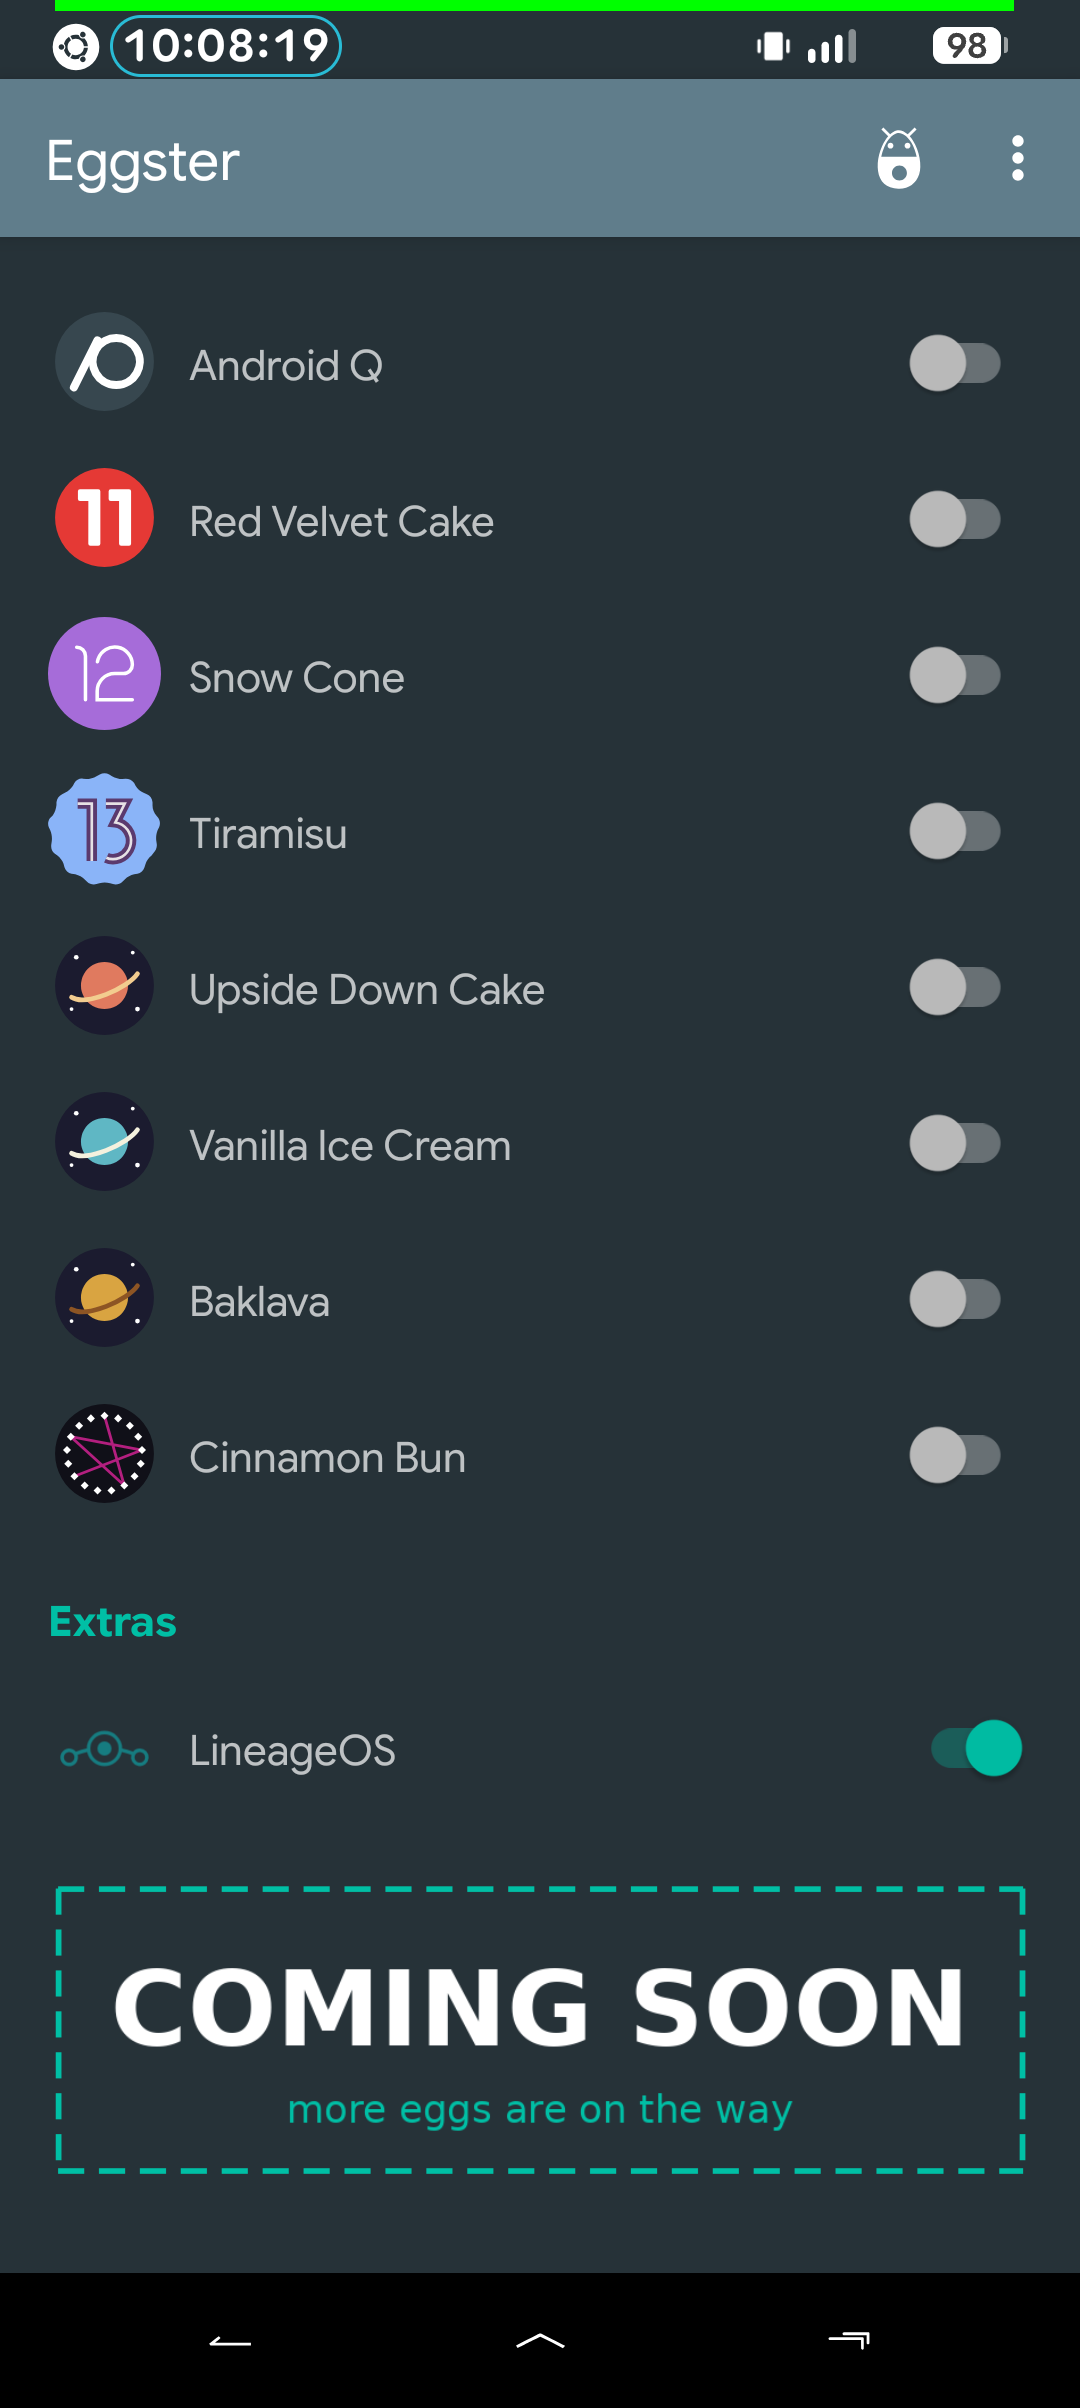 10:08:19
98
Eggster
Android Q
11
Red Velvet Cake
12
Snow Cone
13
Tiramisu
Upside Down Cake
Vanilla Ice Cream
Baklava
Cinnamon Bun
Extras
LineageOS
COMING SOON
more eggs are on the way